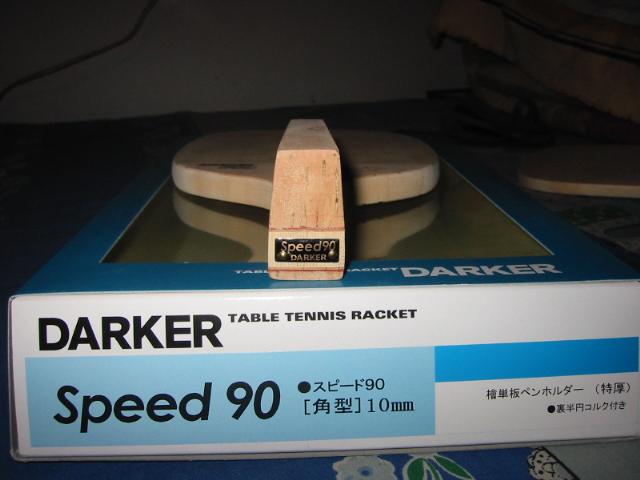 Speed90
DARKER
TABLE TENNIS RACKET DARKER
DARKER TABLE TENNIS RACKET
Speed 90
●スピード90
[角型]10mm
檜単板ペンホルダー (特厚)
●裏半円コルク付き